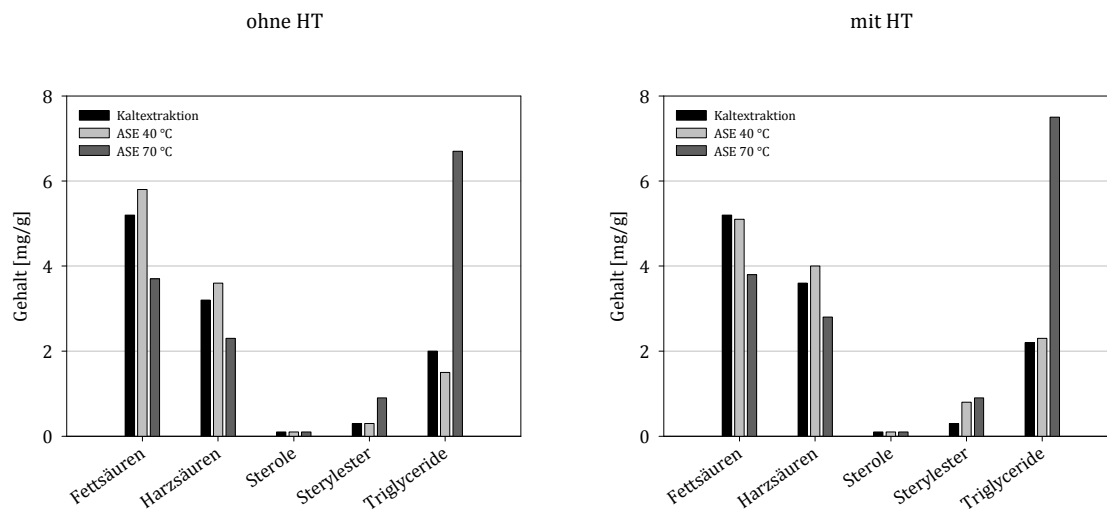 ohne HT
8
6
4
2
0
Gehalt [mg/g]
Kaltextraktion
ASE 40 °C
ASE 70 °C
Fettsäuren
Harzsäuren
Sterole
Sterylester
Triglyceride
mit HT
8
6
4
2
0
Gehalt [mg/g]
Kaltextraktion
ASE 40 °C
ASE 70 °C
Fettsäuren
Harzsäuren
Sterole
Sterylester
Triglyceride